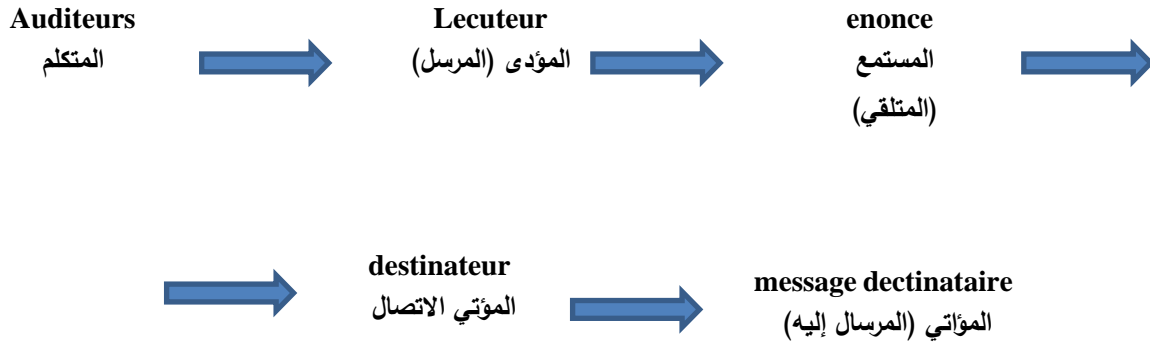 Auditeurs
المتكلم
Lecuteur
المؤدى (المرسل)
enonce
المستمع
(المتلقي)
destinateur
المؤتي الاتصال
message dectinataire
المؤاتي (المرسال إليه)